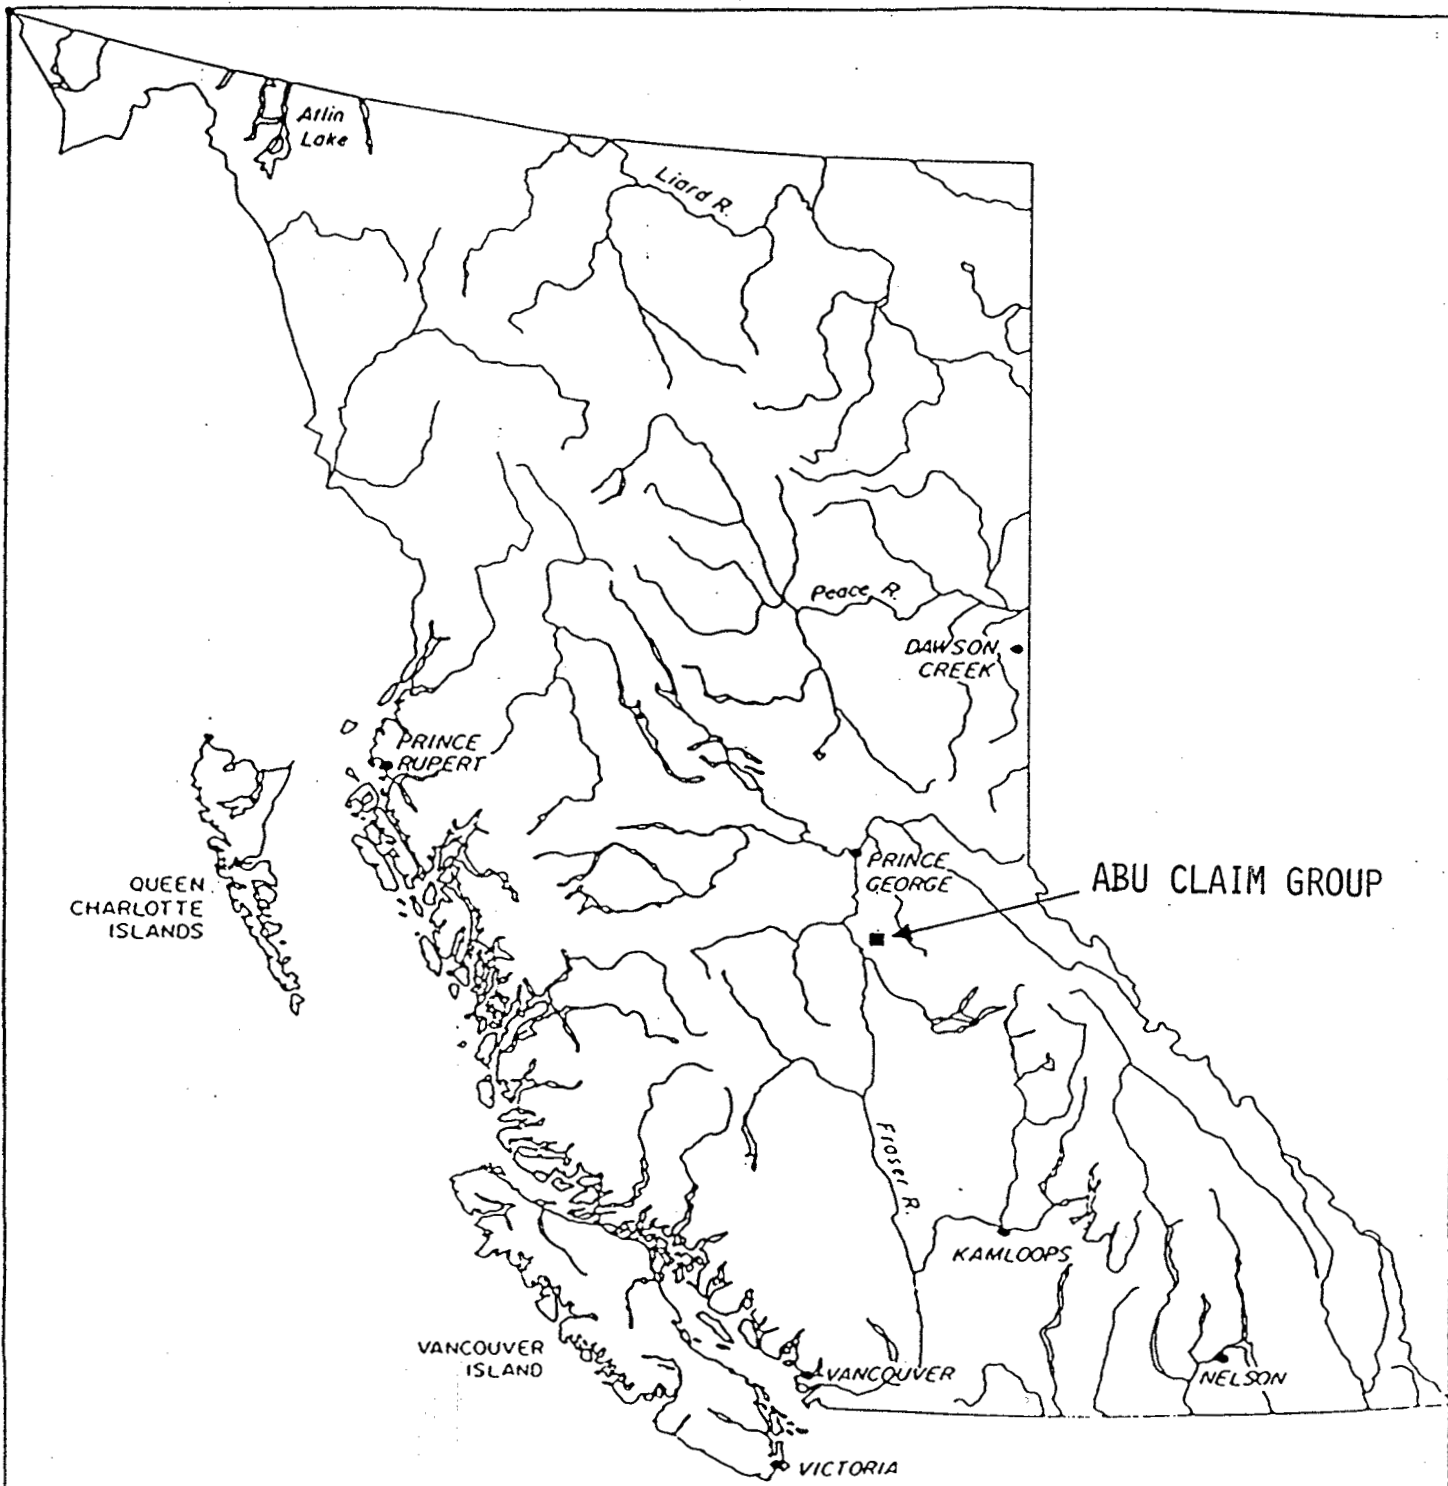 Atlin
Lake
Liard R.
Peace R.
DAWSON
CREEK
PRINCE
RUPERT
PRINCE
GEORGE
ABU CLAIM GROUP
QUEEN
CHARLOTTE
ISLANDS
Fraser R.
KAMLOOPS
VANCOUVER
ISLAND
VANCOUVER
NELSON
VICTORIA